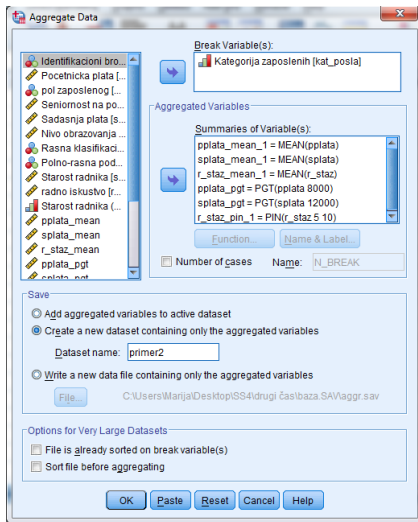 Aggregate Data
Identifikacioni bro...
Pocetnicka plata [...
pol zaposlenog [...
Seniornost na po...
Sadasnja plata [s...
Nivo obrazovanja ...
Rasna klasifikaci...
Polno-rasna pod...
Starost radnika [s...
radno iskustvo [r...
Starost radnika (...
pplata_mean
splata_mean
r_staz_mean
pplata_pgt
splata_pgt
Break Variable(s):
Kategorija zaposlenih [kat_posla]
Aggregated Variables
Summaries of Variable(s):
pplata_mean_1 = MEAN(pplata)
splata_mean_1 = MEAN(splata)
r_staz_mean_1 = MEAN(r_staz)
pplata_pgt = PGT(pplata 8000)
splata_pgt = PGT(splata 12000)
r_staz_pin_1 = PIN(r_staz 5 10)
Function...
Name & Label...
Number of cases
Name:
N_BREAK
Save
Add aggregated variables to active dataset
Create a new dataset containing only the aggregated variables
Dataset name:
primer2
Write a new data file containing only the aggregated variables
File...
C:\Users\Marija\Desktop\SS4\drugi čas\baza.SAV\aggr.sav
Options for Very Large Datasets
File is already sorted on break variable(s)
Sort file before aggregating
OK
Paste
Reset
Cancel
Help